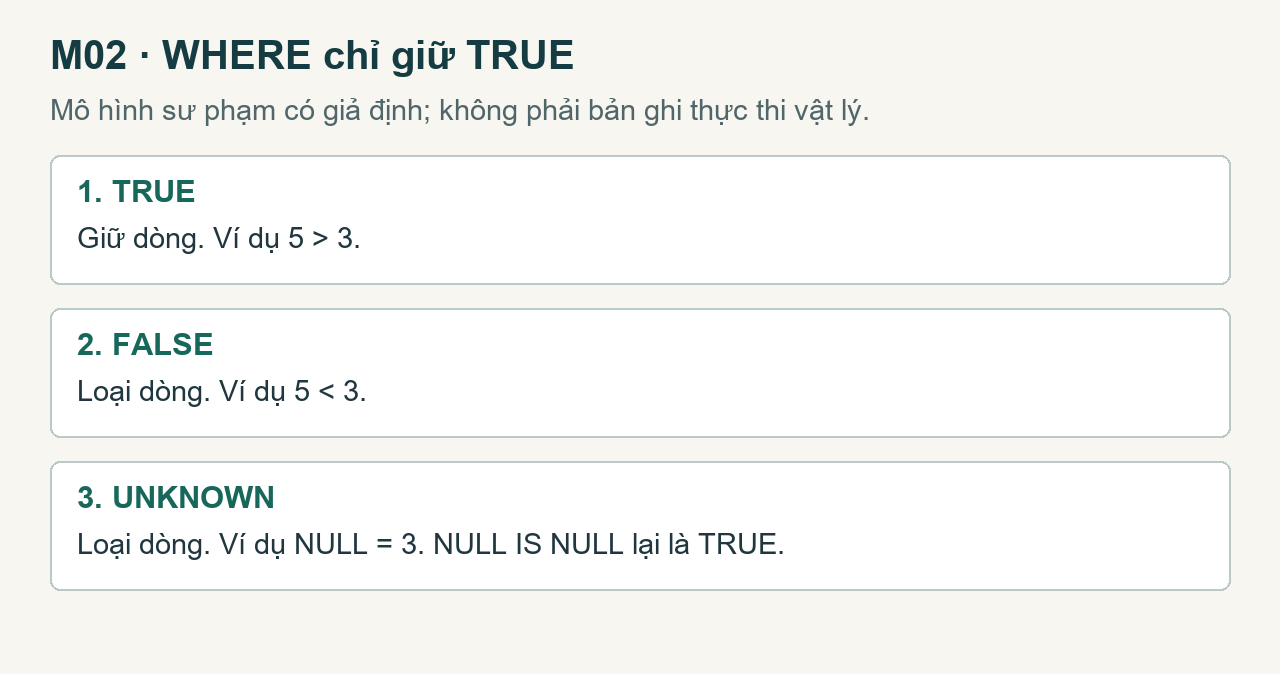 M02 · WHERE chỉ giữ TRUE
Mô hình sư phạm có giả định; không phải bản ghi thực thi vật lý.
1. TRUE
Giữ dòng. Ví dụ 5 > 3.
2. FALSE
Loại dòng. Ví dụ 5 < 3.
3. UNKNOWN
Loại dòng. Ví dụ NULL = 3. NULL IS NULL lại là TRUE.